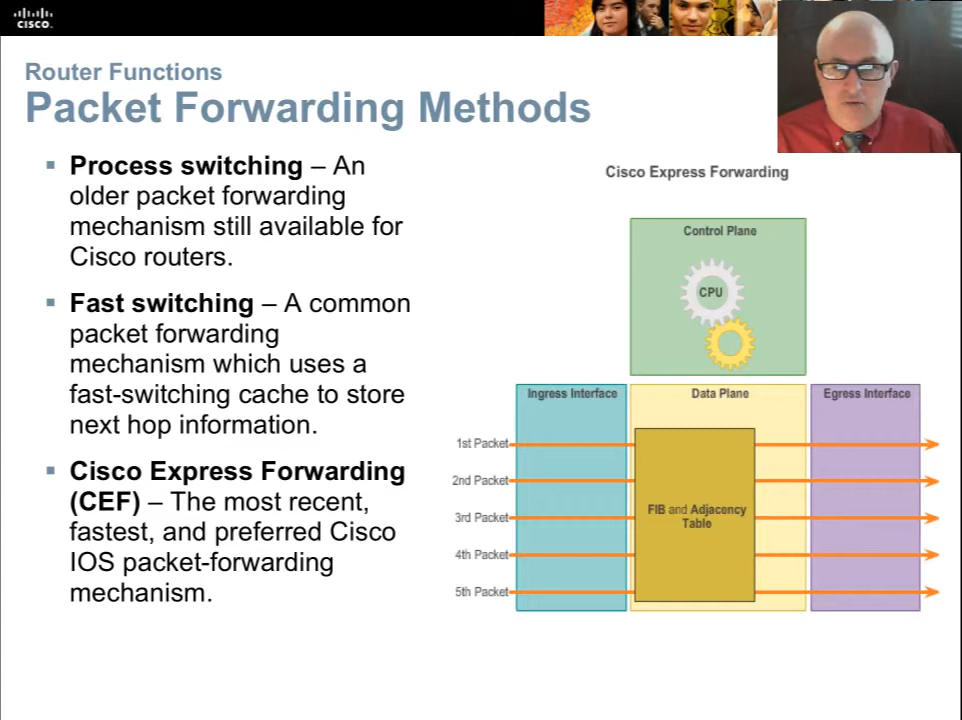 CISCO
Router Functions
Packet Forwarding Methods
Process switching – An
older packet forwarding
mechanism still available for
Cisco routers.
Fast switching – A common
packet forwarding
mechanism which uses a
fast-switching cache to store
next hop information.
Cisco Express Forwarding
(CEF) – The most recent,
fastest, and preferred Cisco
IOS packet-forwarding
mechanism.
Cisco Express Forwarding
Control Plane
CPU
Ingress Interface
Data Plane
Egress Interface
1st Packet
2nd Packet
3rd Packet
4th Packet
5th Packet
FIB and Adjacency
Table